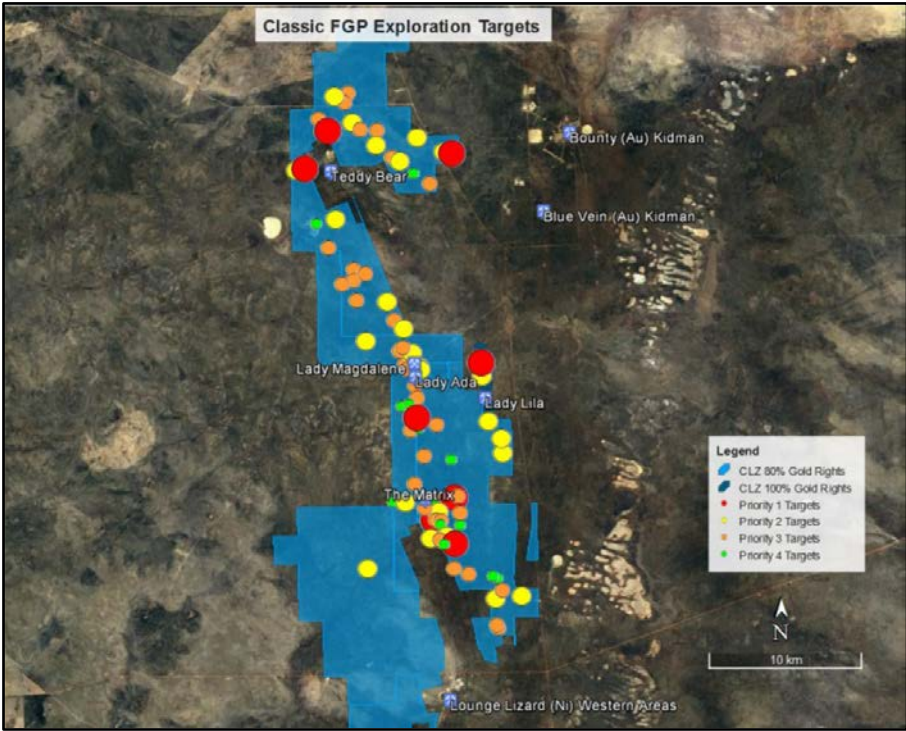 Classic FGP Exploration Targets
Bounty (Au) Kidman
Teddy Bear
Blue Vein (Au) Kidman
Lady Magdalene
Lady Ada
Lady Lila
The Matrix
Legend
CLZ 80% Gold Rights
CLZ 100% Gold Rights
Priority 1 Targets
Priority 2 Targets
Priority 3 Targets
Priority 4 Targets
N
10 km
Lounge Lizard (Ni) Western Areas